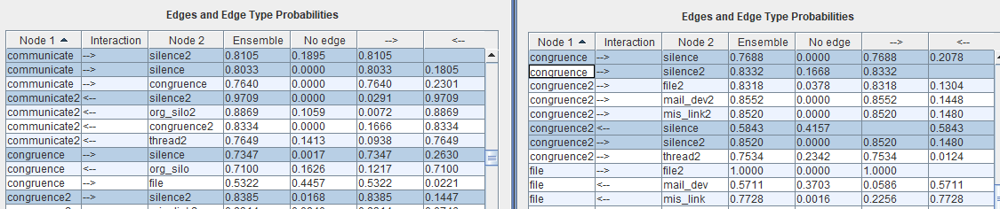 Edges and Edge Type Probabilities
Node 1 Interaction Node 2 Ensemble No edge --> <--
communicate --> silence2 0.8105 0.1895 0.8105
communicate --> silence 0.8033 0.0000 0.8033 0.1805
communicate --> congruence 0.7640 0.0000 0.7640 0.2301
communicate2 <-- silence2 0.9709 0.0000 0.0291 0.9709
communicate2 <-- org_silo2 0.8869 0.1059 0.0072 0.8869
communicate2 <-- congruence2 0.8334 0.0000 0.1666 0.8334
communicate2 <-- thread2 0.7649 0.1413 0.0938 0.7649
congruence --> silence 0.7347 0.0017 0.7347 0.2630
congruence <-- org_silo 0.7100 0.1626 0.1217 0.7100
congruence --> file 0.5322 0.4457 0.5322 0.0221
congruence2 --> silence2 0.8385 0.0168 0.8385 0.1447
Edges and Edge Type Probabilities
Node 1 Interaction Node 2 Ensemble No edge --> <--
congruence --> silence 0.7688 0.0000 0.7688 0.2078
congruence --> silence2 0.8332 0.1668 0.8332
congruence2 --> file2 0.8318 0.0378 0.8318 0.1304
congruence2 --> mail_dev2 0.8552 0.0000 0.8552 0.1448
congruence2 --> mis_link2 0.8520 0.0000 0.8520 0.1480
congruence2 <-- silence 0.5843 0.4157 0.5843
congruence2 --> silence2 0.8520 0.0000 0.8520 0.1480
congruence2 --> thread2 0.7534 0.2342 0.7534 0.0124
file --> file2 1.0000 0.0000 1.0000
file <-- mail_dev 0.5711 0.3703 0.0586 0.5711
file <-- mis_link 0.7728 0.0016 0.2256 0.7728